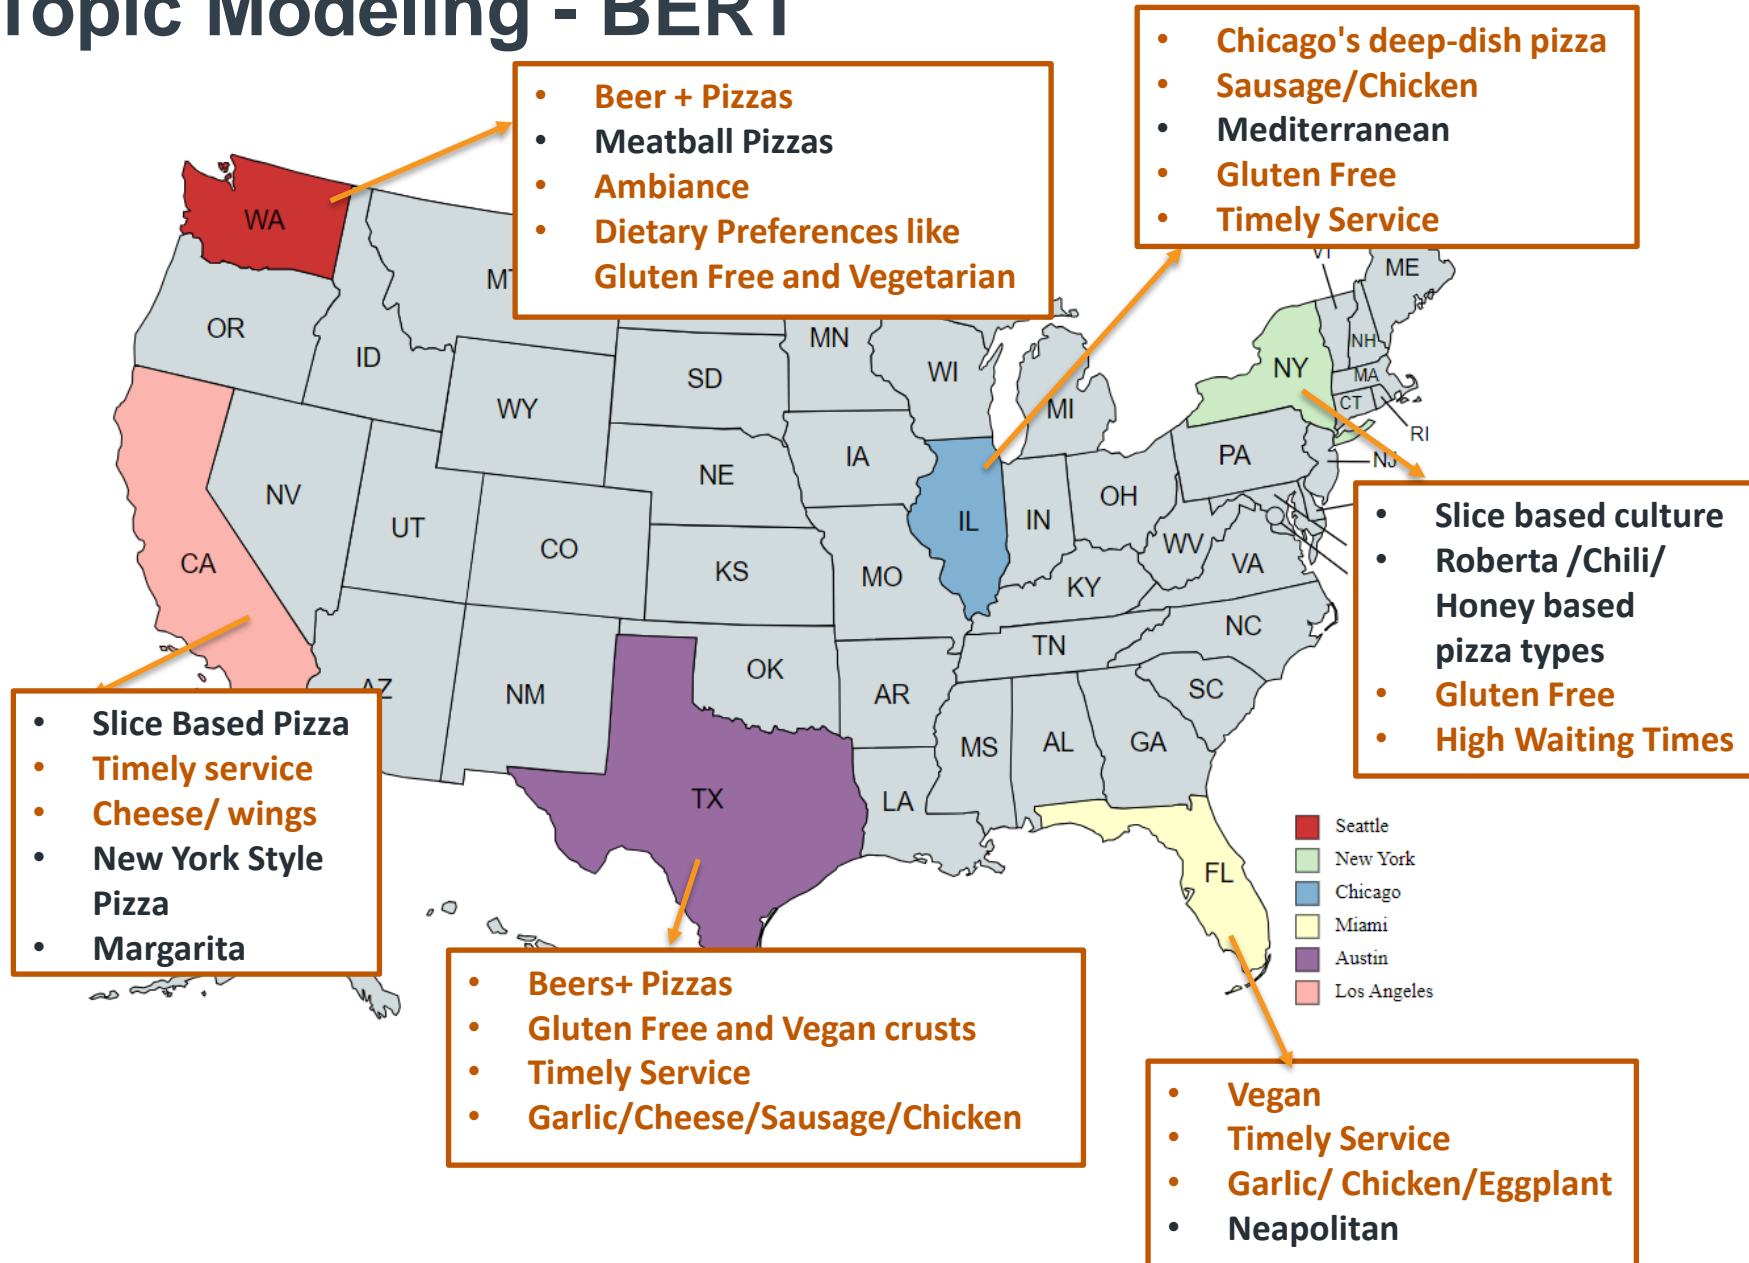 Topic Modeling - BERT
• Beer + Pizzas
• Meatball Pizzas
• Ambiance
• Dietary Preferences like
Gluten Free and Vegetarian
• Chicago's deep-dish pizza
• Sausage/Chicken
• Mediterranean
• Gluten Free
• Timely Service
WA
OR
ID
WY
SD
MN
WI
MI
NY
VT
ME
NH
MA
CT
RI
NJ
PA
CA
NV
UT
CO
NE
KS
IA
MO
IL
IN
OH
WV
VA
KY
TN
NC
SC
AZ
NM
OK
AR
TX
LA
MS
AL
GA
FL
• Slice based culture
• Roberta /Chili/
Honey based
pizza types
• Gluten Free
• High Waiting Times
• Slice Based Pizza
• Timely service
• Cheese/ wings
• New York Style
Pizza
• Margarita
Seattle
New York
Chicago
Miami
Austin
Los Angeles
• Beers+ Pizzas
• Gluten Free and Vegan crusts
• Timely Service
• Garlic/Cheese/Sausage/Chicken
• Vegan
• Timely Service
• Garlic/ Chicken/Eggplant
• Neapolitan